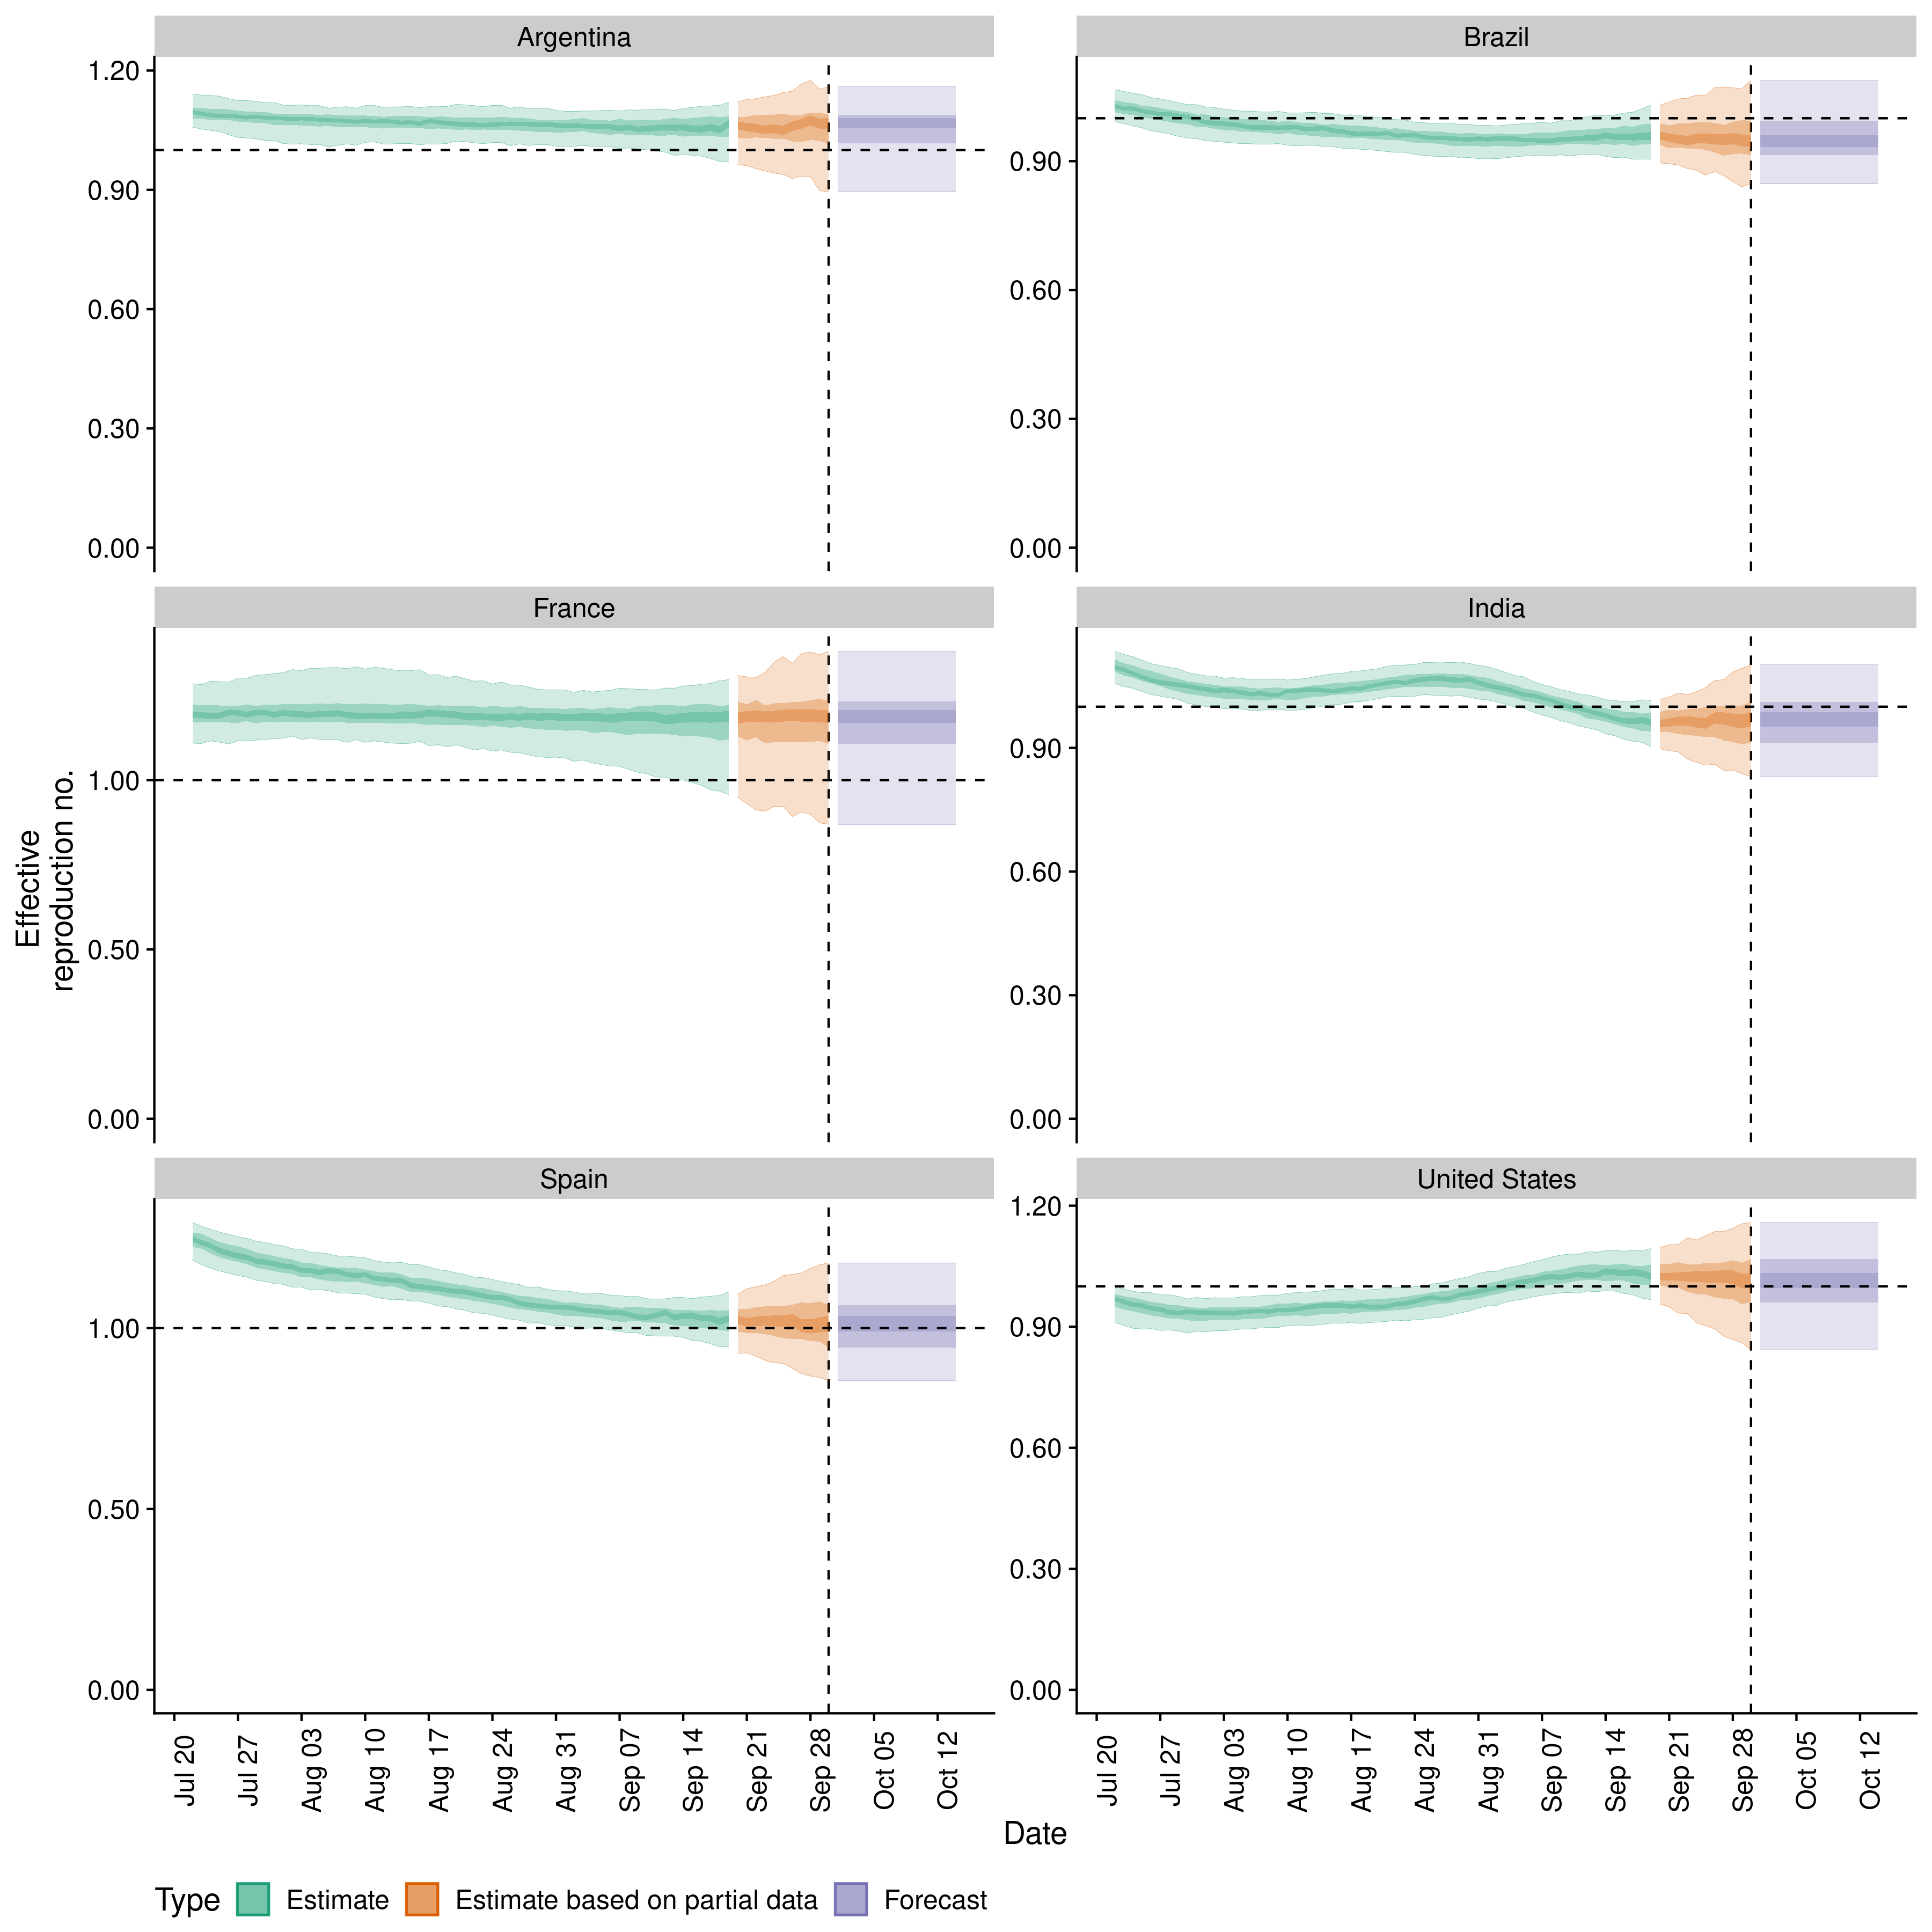 Argentina
Brazil
1.20
0.90
0.60
0.30
0.00
0.90
0.60
0.30
0.00
France
India
Effective
reproduction no.
1.00
0.50
0.00
0.90
0.60
0.30
0.00
Spain
United States
1.00
0.50
0.00
1.20
0.90
0.60
0.30
0.00
Jul 20
Jul 27
Aug 03
Aug 10
Aug 17
Aug 24
Aug 31
Sep 07
Sep 14
Sep 21
Sep 28
Oct 05
Oct 12
Jul 20
Jul 27
Aug 03
Aug 10
Aug 17
Aug 24
Aug 31
Sep 07
Sep 14
Sep 21
Sep 28
Oct 05
Oct 12
Date
Type Estimate Estimate based on partial data Forecast